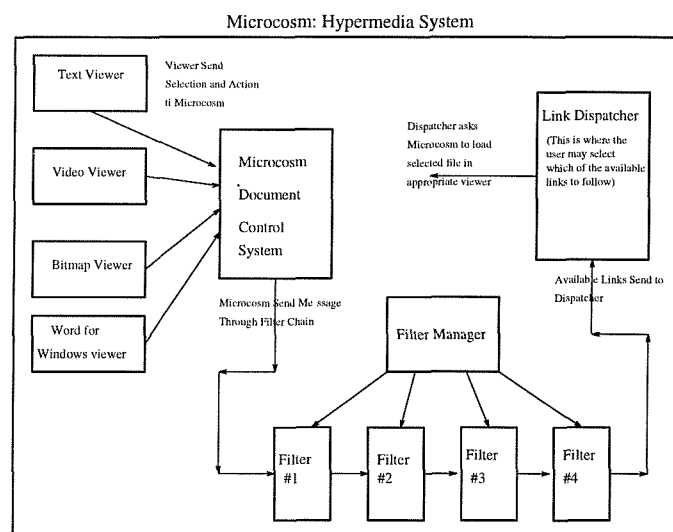 Microcosm: Hypermedia System
Text Viewer
Viewer Send
Selection and Action
ti Microcosm
Video Viewer
Bitmap Viewer
Word for
Windows viewer
Microcosm
Document
Control
System
Microcosm Send Me ssage
Through Filter Chain
Dispatcher asks
Microcosm to load
selected file in
appropriate viewer
Link Dispatcher
(This is where the
user may select
which of the available
links to follow)
Available Links Send to
Dispatcher
Filter Manager
Filter
#1
Filter
#2
Filter
#3
Filter
#4